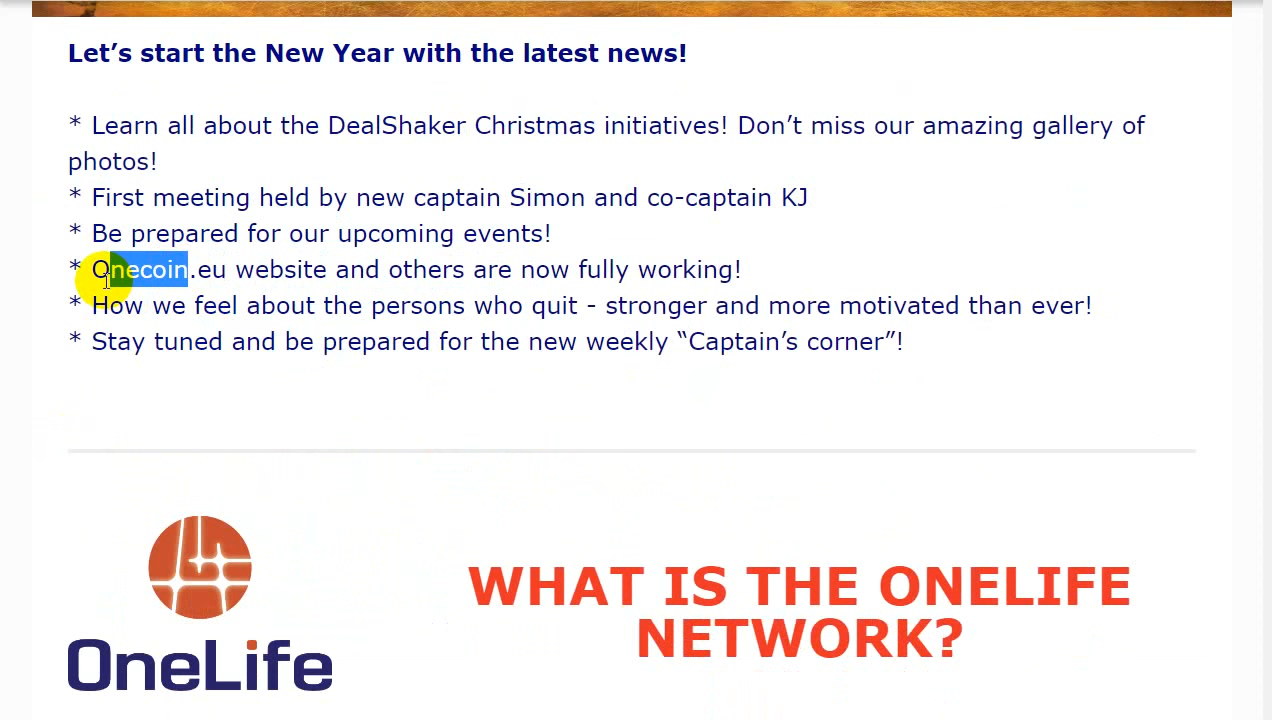 Let’s start the New Year with the latest news!
* Learn all about the DealShaker Christmas initiatives! Don’t miss our amazing gallery of
photos!
* First meeting held by new captain Simon and co-captain KJ
* Be prepared for our upcoming events!
* Onecoin.eu website and others are now fully working!
* How we feel about the persons who quit - stronger and more motivated than ever!
* Stay tuned and be prepared for the new weekly “Captain’s corner”!
OneLife
WHAT IS THE ONELIFE
NETWORK?